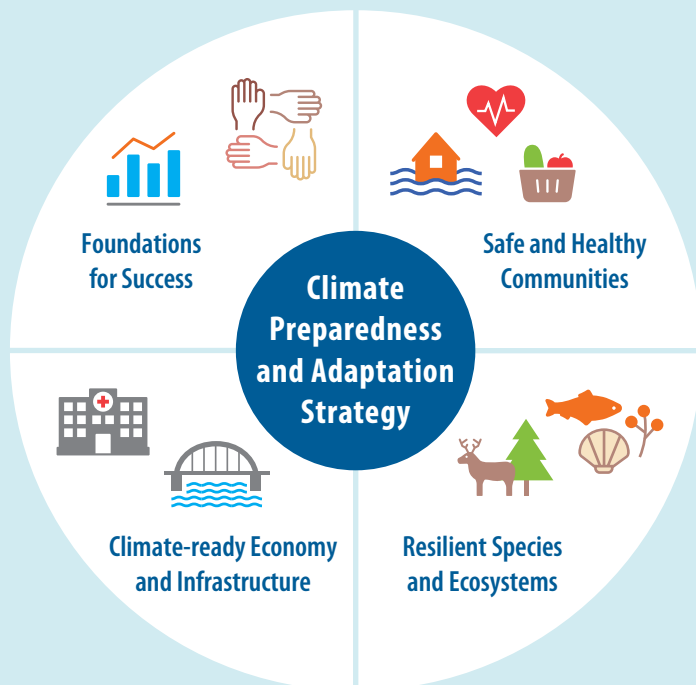 Foundations
for Success
Safe and Healthy
Communities
Climate
Preparedness
and Adaptation
Strategy
Climate-ready Economy
and Infrastructure
Resilient Species
and Ecosystems